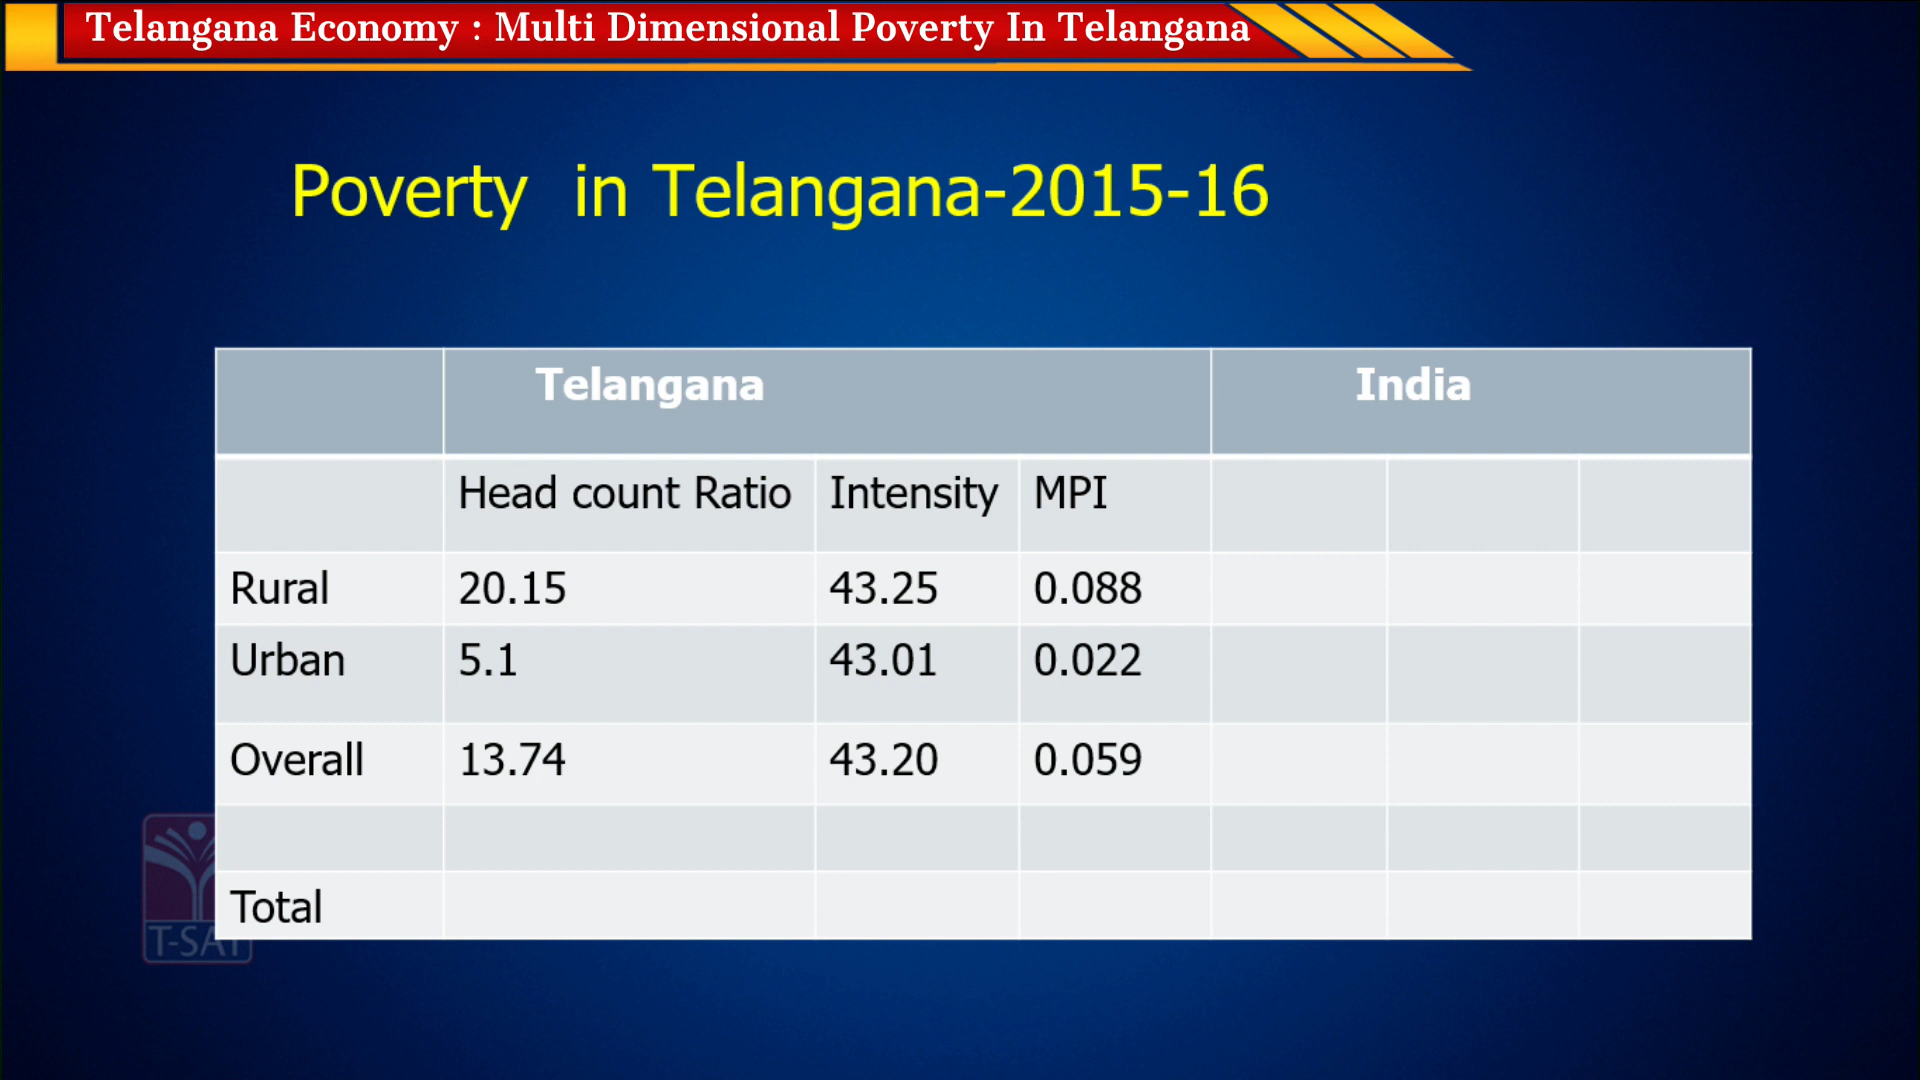 Telangana Economy : Multi Dimensional Poverty In Telangana
Poverty in Telangana-2015-16
Telangana India
Head count Ratio Intensity MPI
Rural 20.15 43.25 0.088
Urban 5.1 43.01 0.022
Overall 13.74 43.20 0.059
Total
T-SAT